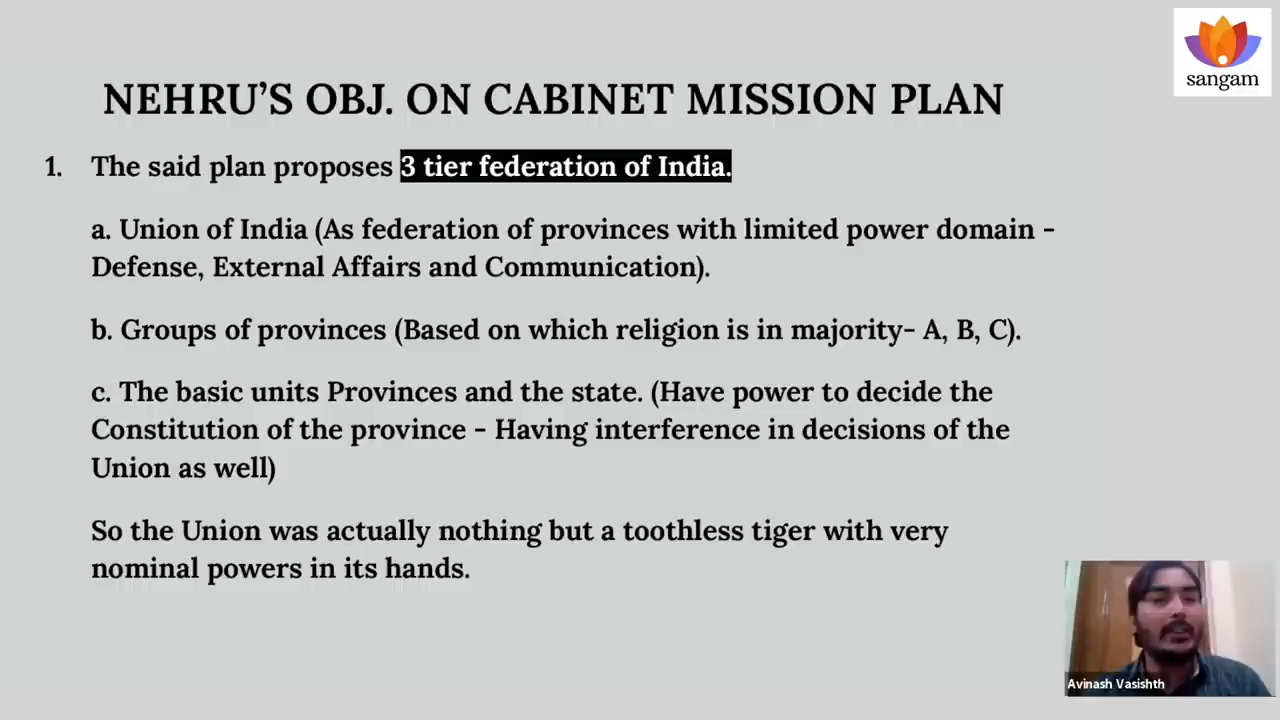 sangam
NEHRU’S OBJ. ON CABINET MISSION PLAN
1. The said plan proposes 3 tier federation of India.
a. Union of India (As federation of provinces with limited power domain -
Defense, External Affairs and Communication).
b. Groups of provinces (Based on which religion is in majority- A, B, C).
c. The basic units Provinces and the state. (Have power to decide the
Constitution of the province - Having interference in decisions of the
Union as well)
So the Union was actually nothing but a toothless tiger with very
nominal powers in its hands.
Avinash Vasishth